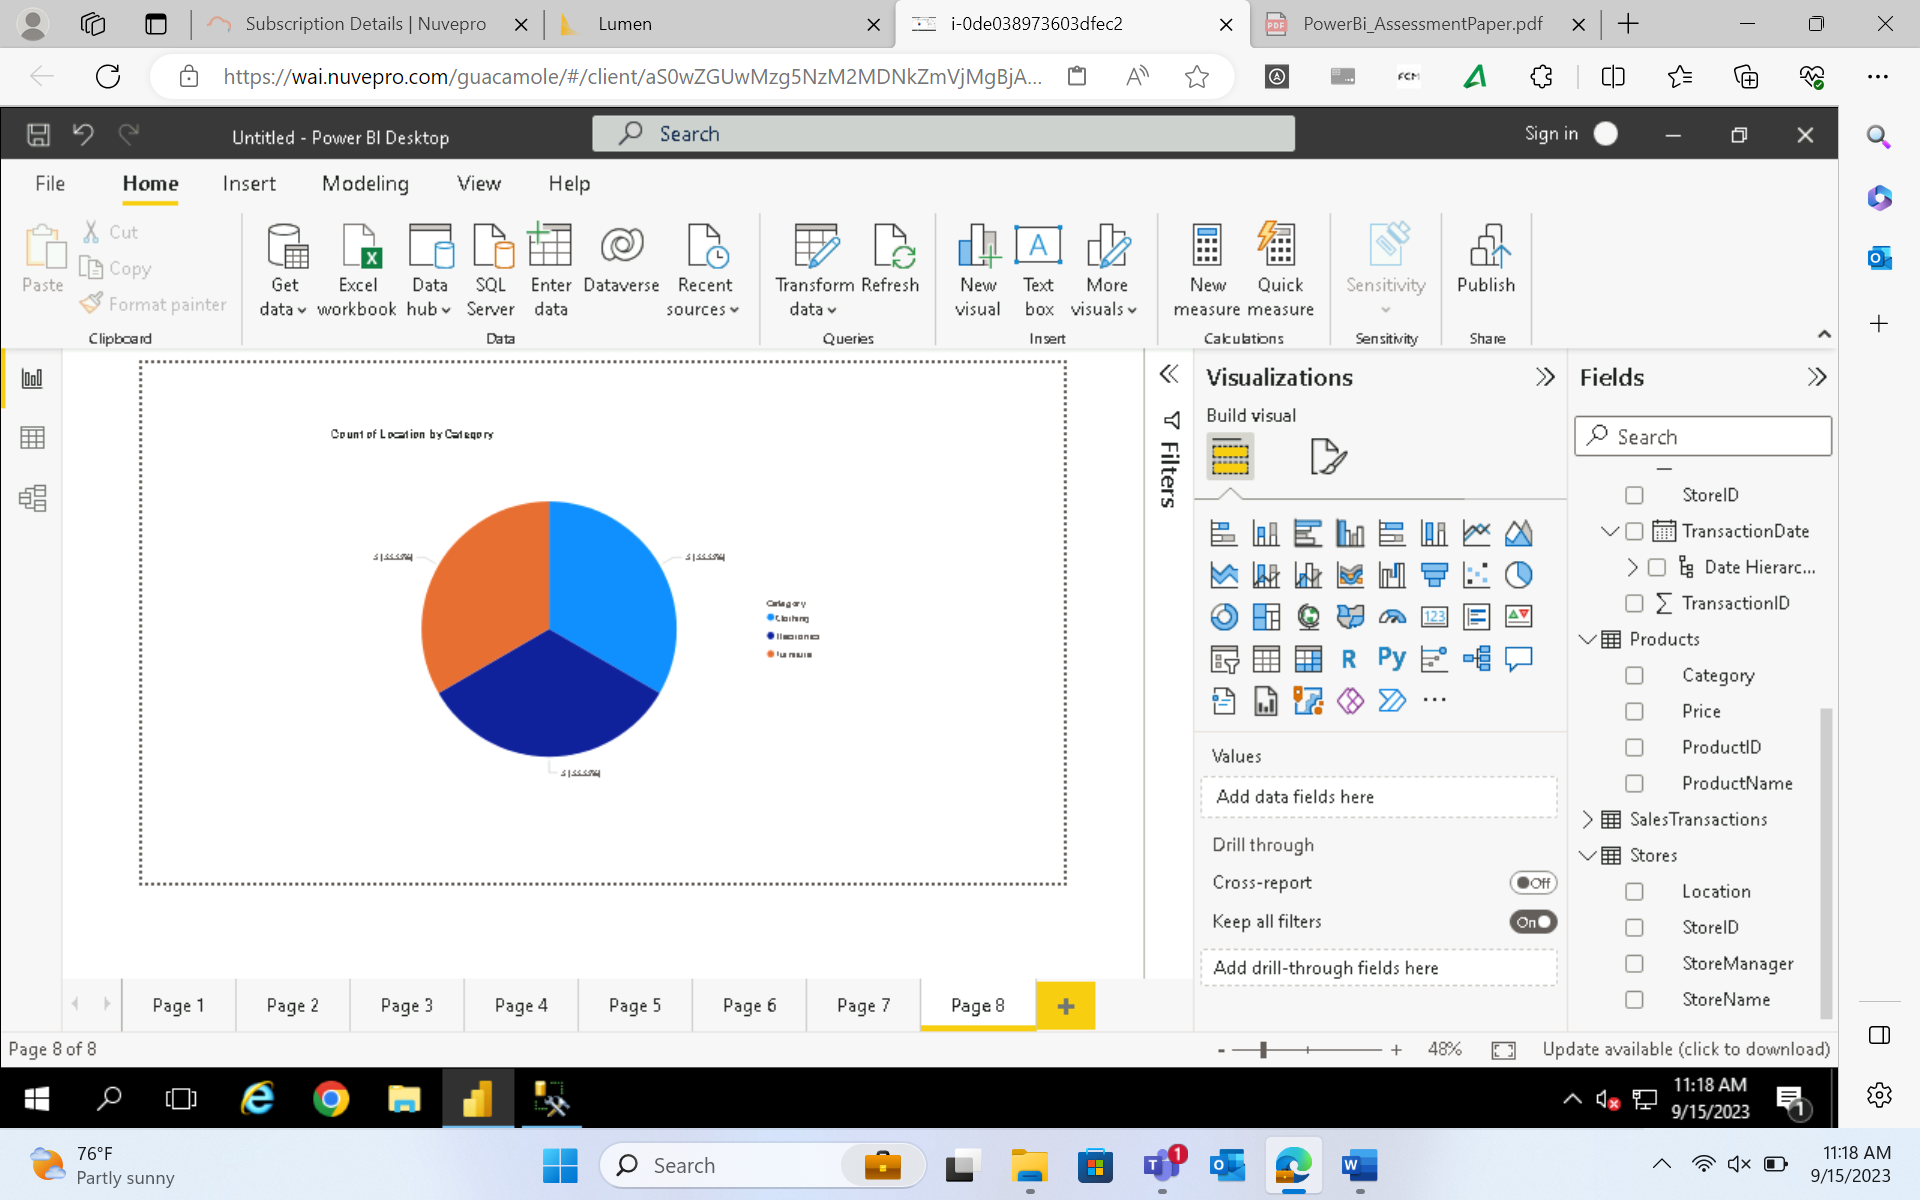 Subscription Details | Nuvepro
Lumen
i-0de038973603dfec2
PowerBi_AssessmentPaper.pdf
https://wai.nuvepro.com/guacamole/#/client/aS0wZGUwMzg5NzM2MDNkZmVjMgBjA...
Untitled - Power BI Desktop
Search
Sign in
File Home Insert Modeling View Help
Paste
Cut
Copy
Format painter
Clipboard
Get data
Excel workbook
Data hub
SQL Server
Enter data
Dataverse
Recent sources
Data
Transform data
Refresh
Queries
New visual
Text box
More visuals
Insert
New measure
Quick measure
Calculations
Sensitivity
Sensitivity
Publish
Share
Count of Location by Category
Category
Clothing
Electronics
Furniture
Filters
Visualizations
Build visual
Values
Add data fields here
Drill through
Cross-report
Off
Keep all filters
On
Add drill-through fields here
Fields
Search
StoreID
TransactionDate
Date Hierarc...
TransactionID
Products
Category
Price
ProductID
ProductName
SalesTransactions
Stores
Location
StoreID
StoreManager
StoreName
Page 1 Page 2 Page 3 Page 4 Page 5 Page 6 Page 7 Page 8
Page 8 of 8
48%
Update available (click to download)
11:18 AM
9/15/2023
1
76°F
Partly sunny
Search
1
11:18 AM
9/15/2023